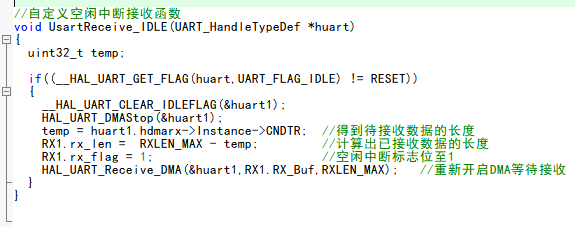 //自定义空闲中断接收函数
void UsartReceive_IDLE(UART_HandleTypeDef *huart)
{
  uint32_t temp;
  if((__HAL_UART_GET_FLAG(huart,UART_FLAG_IDLE) != RESET))
  {
    __HAL_UART_CLEAR_IDLEFLAG(&huart1);
    HAL_UART_DMAStop(&huart1);
    temp = huart1.hdmarx->Instance->CNDTR;  //得到待接收数据的长度
    RX1.rx_len =  RXLEN_MAX - temp;         //计算出已接收数据的长度
    RX1.rx_flag = 1;                        //空闲中断标志位至1
    HAL_UART_Receive_DMA(&huart1,RX1.RX_Buf,RXLEN_MAX);   //重新开启DMA等待接收
  }
}